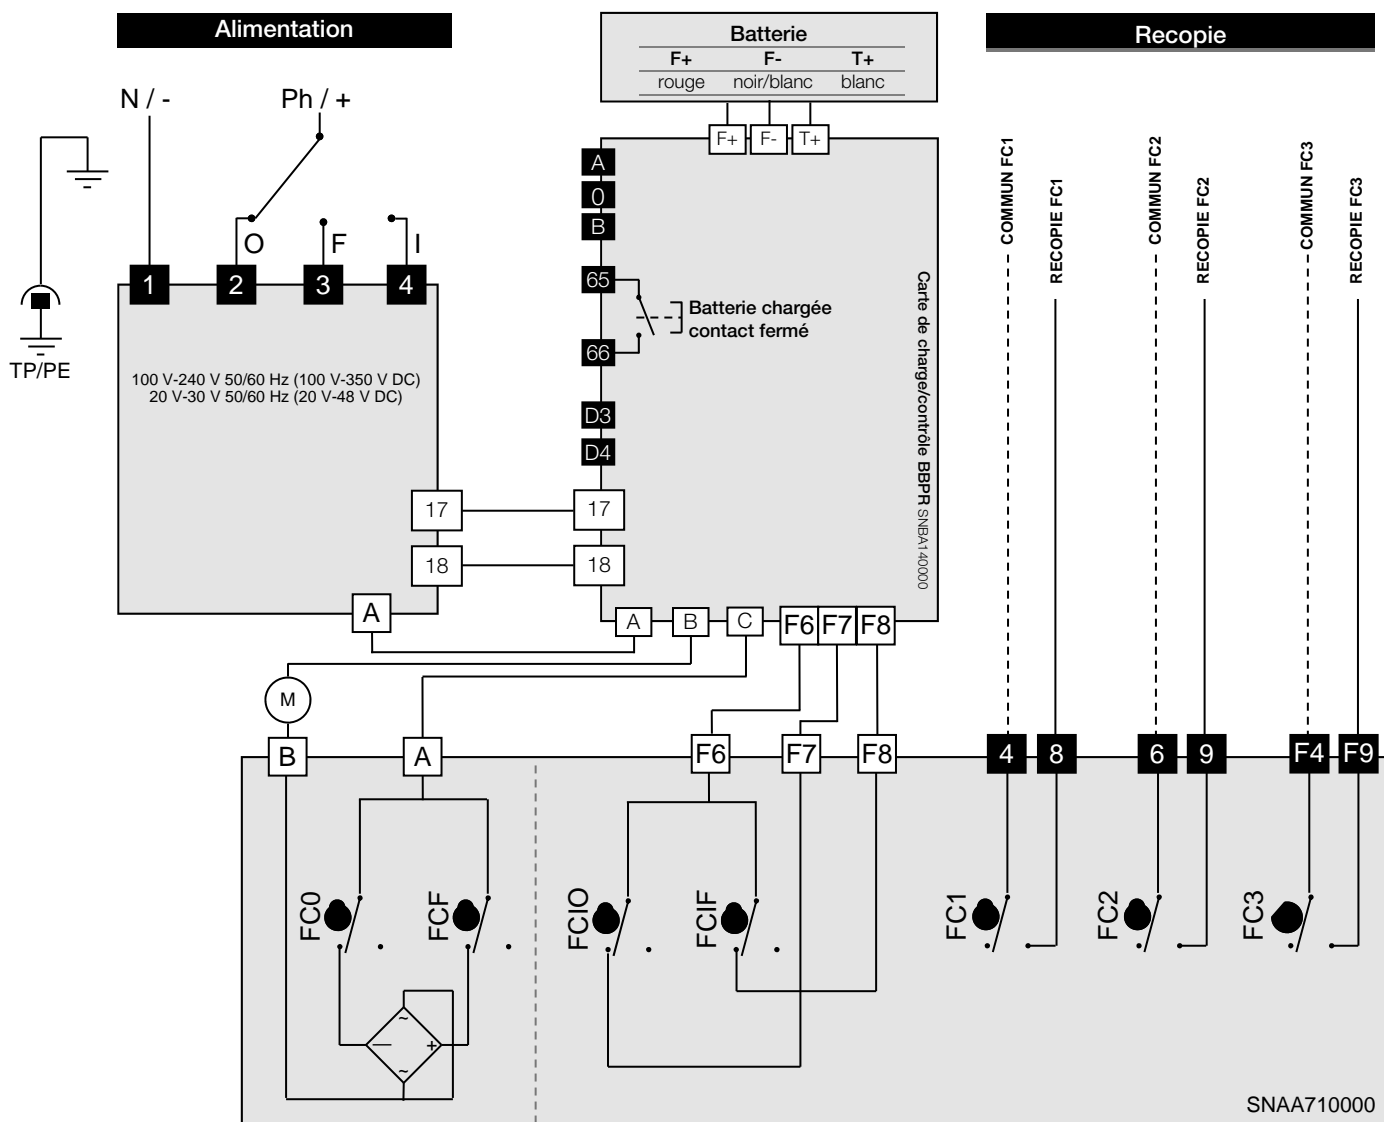 Alimentation
Batterie
F+ F- T+
rouge noir/blanc blanc
Recopie
N / -
Ph / +
O
F
I
1
2
3
4
TP/PE
100 V-240 V 50/60 Hz (100 V-350 V DC)
20 V-30 V 50/60 Hz (20 V-48 V DC)
17
18
A
F+
F-
T+
A
0
B
65
66
Batterie chargée
contact fermé
D3
D4
17
18
Carte de charge/contrôle BBPR SNBA140000
A
B
C
F6
F7
F8
COMMUN FC1
RECOPIE FC1
COMMUN FC2
RECOPIE FC2
COMMUN FC3
RECOPIE FC3
M
B
A
F6
F7
F8
4
8
6
9
F4
F9
FC0
FCF
FCIO
FCIF
FC1
FC2
FC3
~
—
+
~
SNAA710000